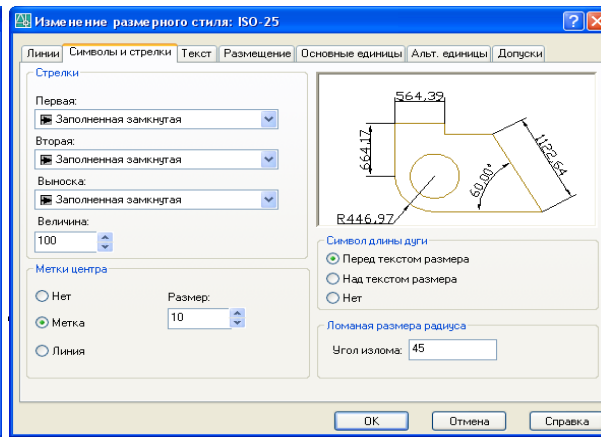 Изменение размерного стиля: ISO-25
Линии Символы и стрелки Текст Размещение Основные единицы Альт. единицы Допуски
Стрелки
Первая:
Заполненная замкнутая
Вторая:
Заполненная замкнутая
Выноска:
Заполненная замкнутая
Величина:
100
Метки центра
Нет
Метка
Линия
Размер:
10
564,39
664,17
1122,64
60,00°
R446,97
Символ длины дуги
Перед текстом размера
Над текстом размера
Нет
Ломаная размера радиуса
Угол излома: 45
OK Отмена Справка